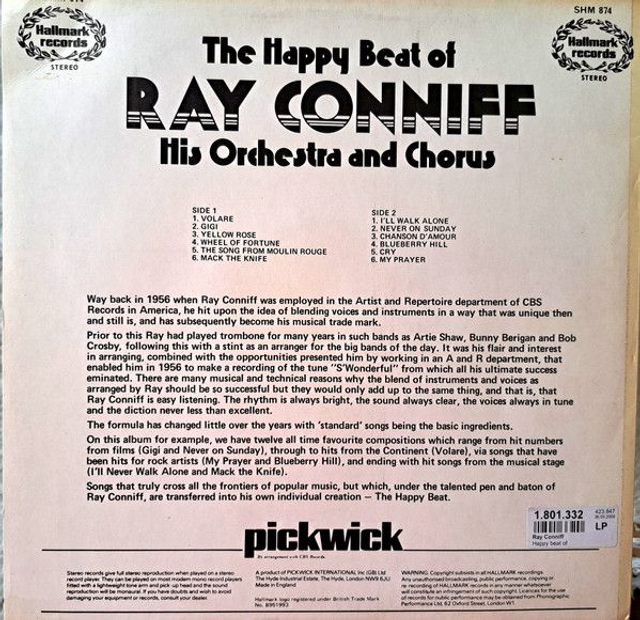 SHM 874
Hallmark
records
STEREO
Hallmark
records
STEREO
The Happy Beat of
RAY CONNIFF
His Orchestra and Chorus
SIDE 1
1. VOLARE
2. GIGI
3. YELLOW ROSE
4. WHEEL OF FORTUNE
5. THE SONG FROM MOULIN ROUGE
6. MACK THE KNIFE
SIDE 2
1. I'LL WALK ALONE
2. NEVER ON SUNDAY
3. CHANSON D'AMOUR
4. BLUEBERRY HILL
5. CRY
6. MY PRAYER
Way back in 1956 when Ray Conniff was employed in the Artist and Repertoire department of CBS
Records in America, he hit upon the idea of blending voices and instruments in a way that was unique then
and still is, and has subsequently become his musical trade mark.
Prior to this Ray had played trombone for many years in such bands as Artie Shaw, Bunny Berigan and Bob
Crosby, following this with a stint as an arranger for the big bands of the day. It was his flair and interest
in arranging, combined with the opportunities presented him by working in an A and R department, that
enabled him in 1956 to make a recording of the tune "S'Wonderful" from which all his ultimate success
eminated. There are many musical and technical reasons why the blend of instruments and voices as
arranged by Ray should be so successful but they would only add up to the same thing, and that is, that
Ray Conniff is easy listening. The rhythm is always bright, the sound always clear, the voices always in tune
and the diction never less than excellent.
The formula has changed little over the years with 'standard' songs being the basic ingredients.
On this album for example, we have twelve all time favourite compositions which range from hit numbers
from films (Gigi and Never on Sunday), through to hits from the Continent (Volare), via songs that have
been hits for rock artists (My Prayer and Blueberry Hill), and ending with hit songs from the musical stage
(I'll Never Walk Alone and Mack the Knife).
Songs that truly cross all the frontiers of popular music, but which, under the talented pen and baton of
Ray Conniff, are transferred into his own individual creation – The Happy Beat.
1.801.332
LP
Ray Conniff
Happy beat of
pickwick
By arrangement with CBS Records
Stereo records give full stereo reproduction when played on a stereo
record player. They can be played on most modern mono record players
fitted with a lightweight tone arm and pick-up head and the sound
reproduction will be monaural. If you have doubts and wish to avoid
damaging your equipment or records, consult your dealer.
A product of PICKWICK INTERNATIONAL Inc (GB) Ltd
The Hyde Industrial Estate, The Hyde, London NW9 6JU
Made in England
Hallmark logo registered under British Trade Mark
No. B951993
WARNING: Copyright subsists in all HALLMARK recordings.
Any unauthorised broadcasting, public performance, copying or
re-recording of HALLMARK records in any manner whatsoever
will constitute an infringement of such copyright. Licences for the use
of records for public performance may be obtained from Phonographic
Performance Ltd, 62 Oxford Street, London W1